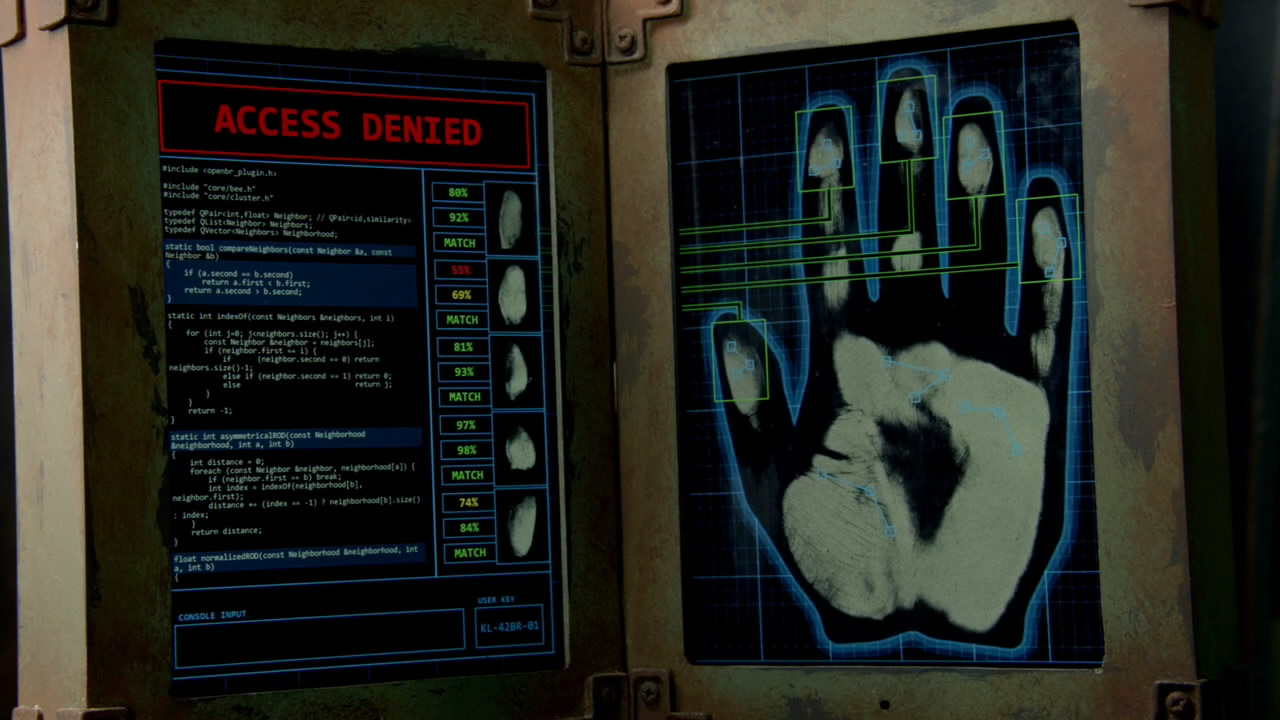 ACCESS DENIED
#include <openbr_plugin.h>
#include "core/bee.h"
#include "core/cluster.h"
typedef QPair<int,float> Neighbor; // QPair<id,similarity>
typedef QList<Neighbor> Neighbors;
typedef QVector<Neighbors> Neighborhood;
static bool compareNeighbors(const Neighbor &a, const
Neighbor &b)
{
if (a.second == b.second)
return a.first < b.first;
return a.second > b.second;
}
static int indexOf(const Neighbors &neighbors, int i)
{
for (int j=0; j<neighbors.size(); j++) {
const Neighbor &neighbor = neighbors[j];
if (neighbor.first == i) {
if (neighbor.second == 0) return
neighbors.size()-1;
else if (neighbor.second == 1) return 0;
else return j;
}
}
return -1;
}
static int asymmetricalROD(const Neighborhood
&neighborhood, int a, int b)
{
int distance = 0;
foreach (const Neighbor &neighbor, neighborhood[a]) {
if (neighbor.first == b) break;
int index = indexOf(neighborhood[b],
neighbor.first);
distance += (index == -1) ? neighborhood[b].size()
: index;
}
return distance;
}
float normalizedROD(const Neighborhood &neighborhood, int
a, int b)
{
80%
92%
MATCH
55%
69%
MATCH
81%
93%
MATCH
97%
98%
MATCH
74%
84%
MATCH
CONSOLE INPUT
USER KEY
KL-42BR-01